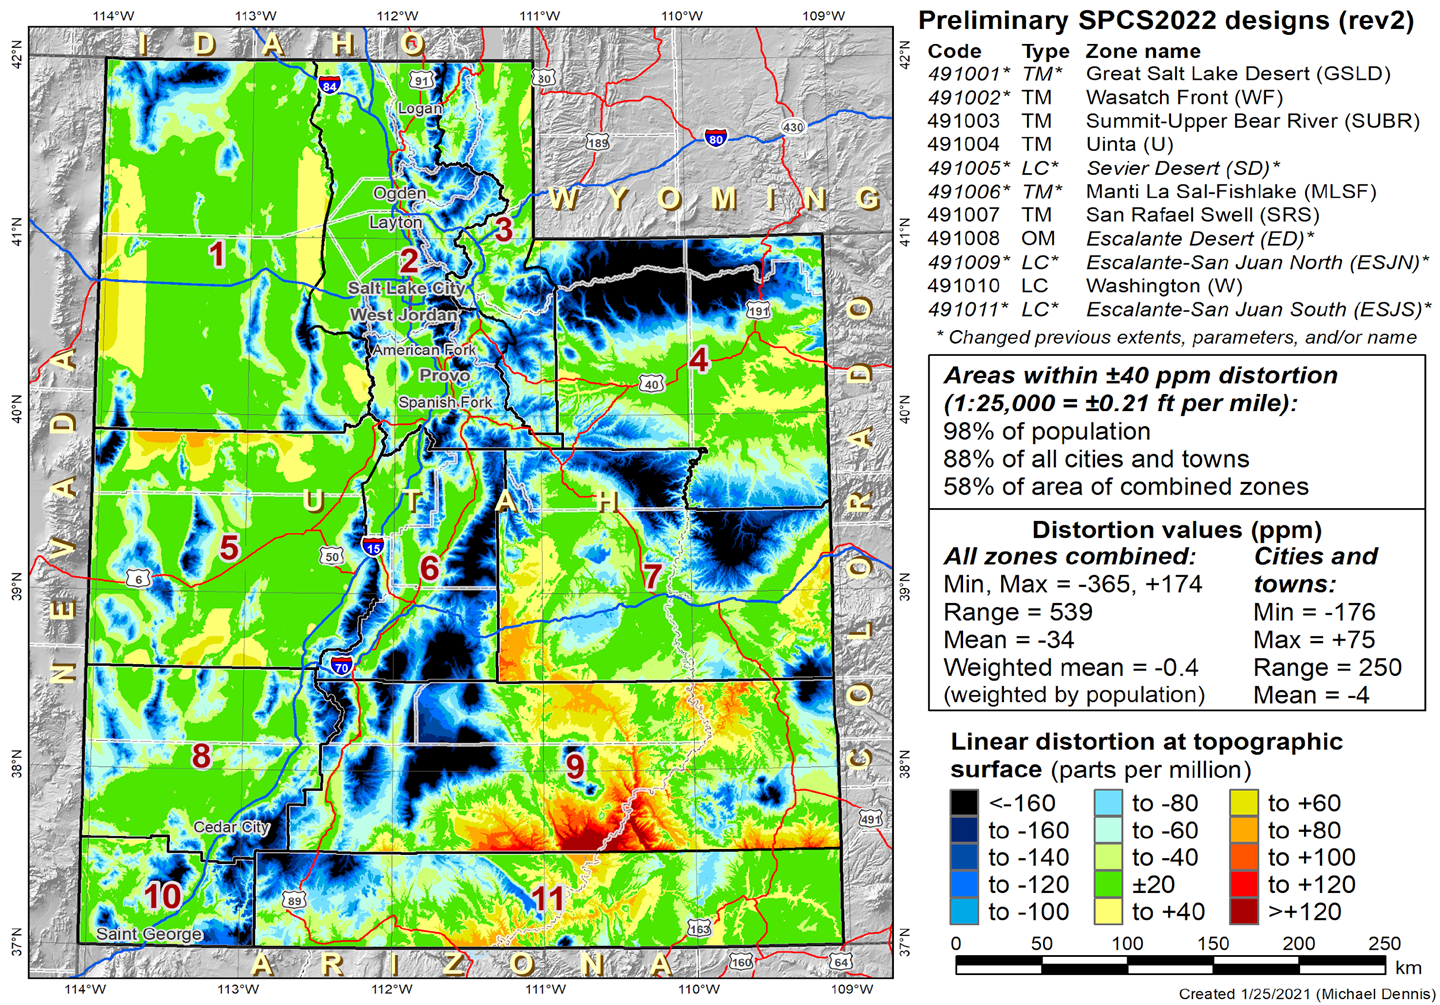 114°W 113°W 112°W 111°W 110°W 109°W
42°N
41°N
40°N
39°N
38°N
37°N
42°N
41°N
40°N
39°N
38°N
37°N
IDAHO
WYOMING
NEVADA
UTAH
COLORADO
ARIZONA
84
91
30
189
80
430
Logan
Ogden
Layton
1
2
3
Salt Lake City
West Jordan
American Fork
Provo
Spanish Fork
191
4
40
50
15
6
5
6
7
70
8
9
491
Cedar City
10
89
11
Saint George
163
160
64
114°W 113°W 112°W 111°W 110°W 109°W
Preliminary SPCS2022 designs (rev2)
Code Type Zone name
491001* TM* Great Salt Lake Desert (GSLD)
491002* TM Wasatch Front (WF)
491003 TM Summit-Upper Bear River (SUBR)
491004 TM Uinta (U)
491005* LC* Sevier Desert (SD)*
491006* TM* Manti La Sal-Fishlake (MLSF)
491007 TM San Rafael Swell (SRS)
491008 OM Escalante Desert (ED)*
491009* LC* Escalante-San Juan North (ESJN)*
491010 LC Washington (W)
491011* LC* Escalante-San Juan South (ESJS)*
* Changed previous extents, parameters, and/or name
Areas within ±40 ppm distortion
(1:25,000 = ±0.21 ft per mile):
98% of population
88% of all cities and towns
58% of area of combined zones
Distortion values (ppm)
All zones combined:
Min, Max = -365, +174
Range = 539
Mean = -34
Weighted mean = -0.4
(weighted by population)
Cities and
towns:
Min = -176
Max = +75
Range = 250
Mean = -4
Linear distortion at topographic
surface (parts per million)
<-160 to -80 to +60
to -160 to -60 to +80
to -140 to -40 to +100
to -120 ±20 to +120
to -100 to +40 >+120
0 50 100 150 200 250
km
Created 1/25/2021 (Michael Dennis)